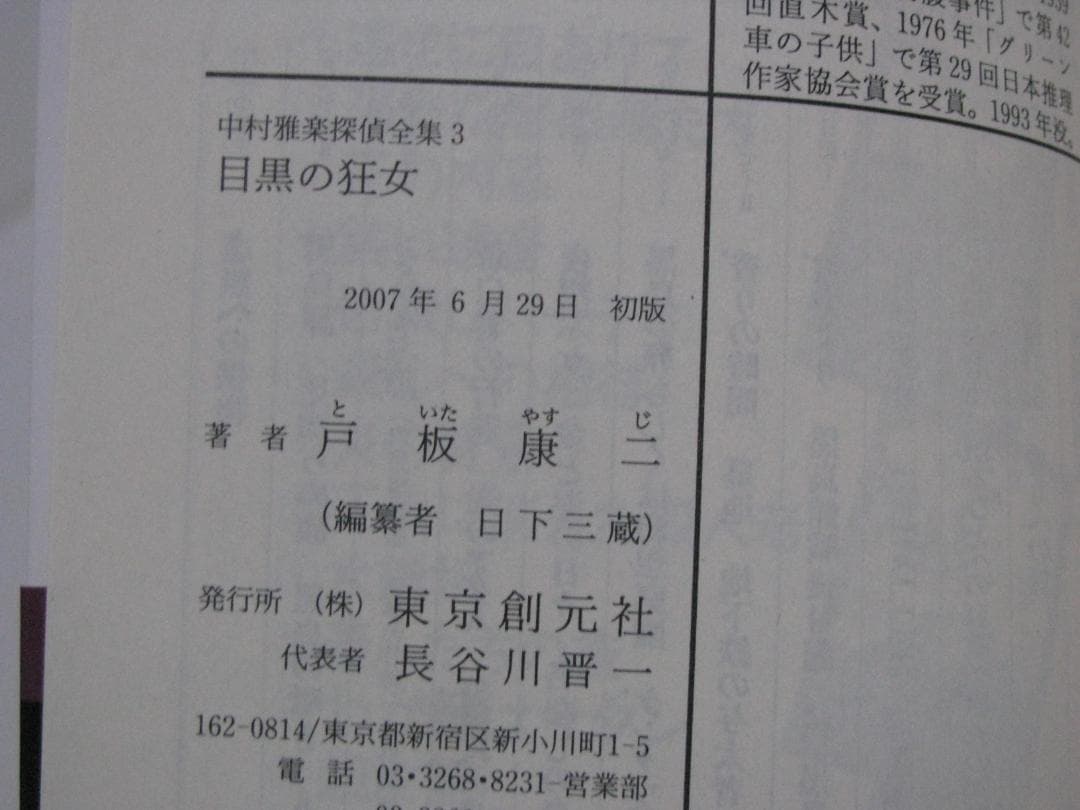 事件」で第42
回直木賞、1976年「グリーン
車の子供」で第29回日本推理
作家協会賞を受賞。1993年没。
中村雅楽探偵全集3
目黒の狂女
2007年6月29日 初版
著者 戸板康二
と いた やす じ
(編纂者 日下三蔵)
発行所 (株) 東京創元社
代表者 長谷川晋一
162-0814/東京都新宿区新小川町1-5
電話 03・3268・8231-営業部